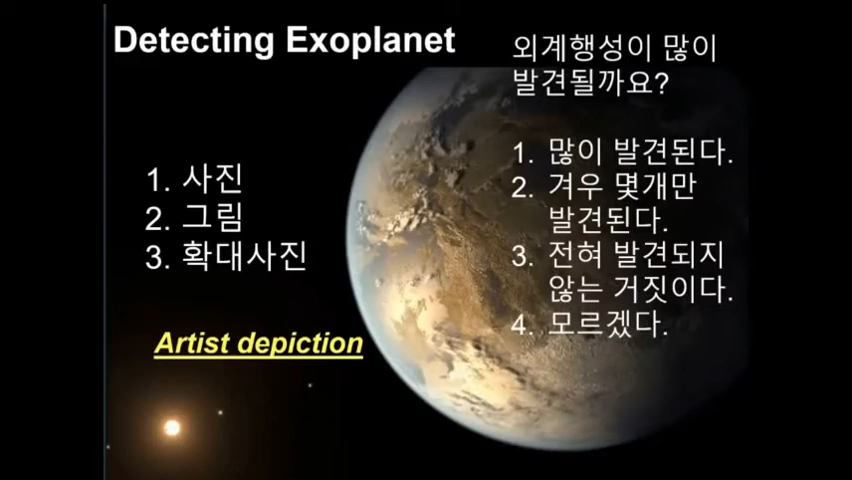 Detecting Exoplanet
1. 사진
2. 그림
3. 확대사진
Artist depiction
외계행성이 많이
발견될까요?
1. 많이 발견된다.
2. 겨우 몇개만
발견된다.
3. 전혀 발견되지
않는 거짓이다.
4. 모르겠다.